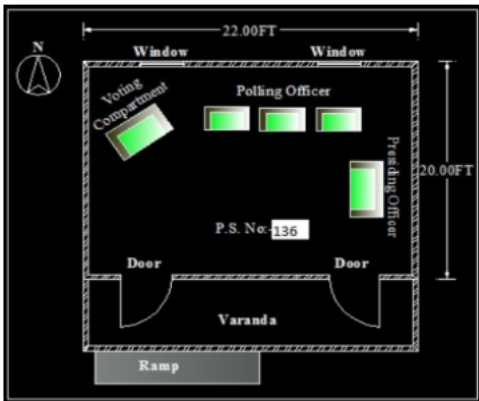 22.00FT
N
Window
Window
Voting
Compartment
Polling Officer
Presiding Officer
20.00FT
P.S. No:-136
Door
Door
Varanda
Ramp